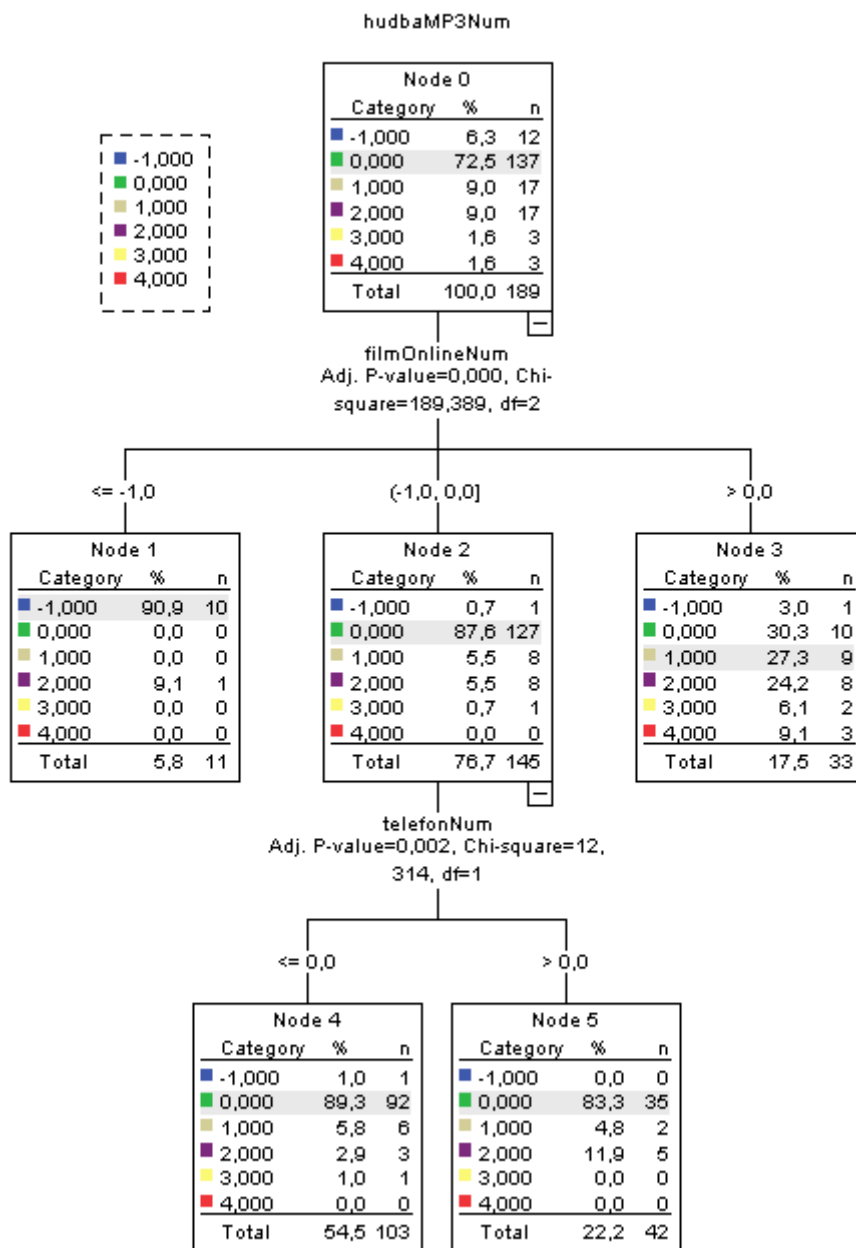 hudbaMP3Num
Node 0
Category % n
-1,000 6,3 12
0,000 72,5 137
1,000 9,0 17
2,000 9,0 17
3,000 1,6 3
4,000 1,6 3
Total 100,0 189
-1,000
0,000
1,000
2,000
3,000
4,000
filmOnlineNum
Adj. P-value=0,000, Chi-
square=189,389, df=2
<= -1,0
(-1,0, 0,0]
> 0,0
Node 1
Category % n
-1,000 90,9 10
0,000 0,0 0
1,000 0,0 0
2,000 9,1 1
3,000 0,0 0
4,000 0,0 0
Total 5,8 11
Node 2
Category % n
-1,000 0,7 1
0,000 87,6 127
1,000 5,5 8
2,000 5,5 8
3,000 0,7 1
4,000 0,0 0
Total 76,7 145
Node 3
Category % n
-1,000 3,0 1
0,000 30,3 10
1,000 27,3 9
2,000 24,2 8
3,000 6,1 2
4,000 9,1 3
Total 17,5 33
telefonNum
Adj. P-value=0,002, Chi-square=12,
314, df=1
<= 0,0
> 0,0
Node 4
Category % n
-1,000 1,0 1
0,000 89,3 92
1,000 5,8 6
2,000 2,9 3
3,000 1,0 1
4,000 0,0 0
Total 54,5 103
Node 5
Category % n
-1,000 0,0 0
0,000 83,3 35
1,000 4,8 2
2,000 11,9 5
3,000 0,0 0
4,000 0,0 0
Total 22,2 42